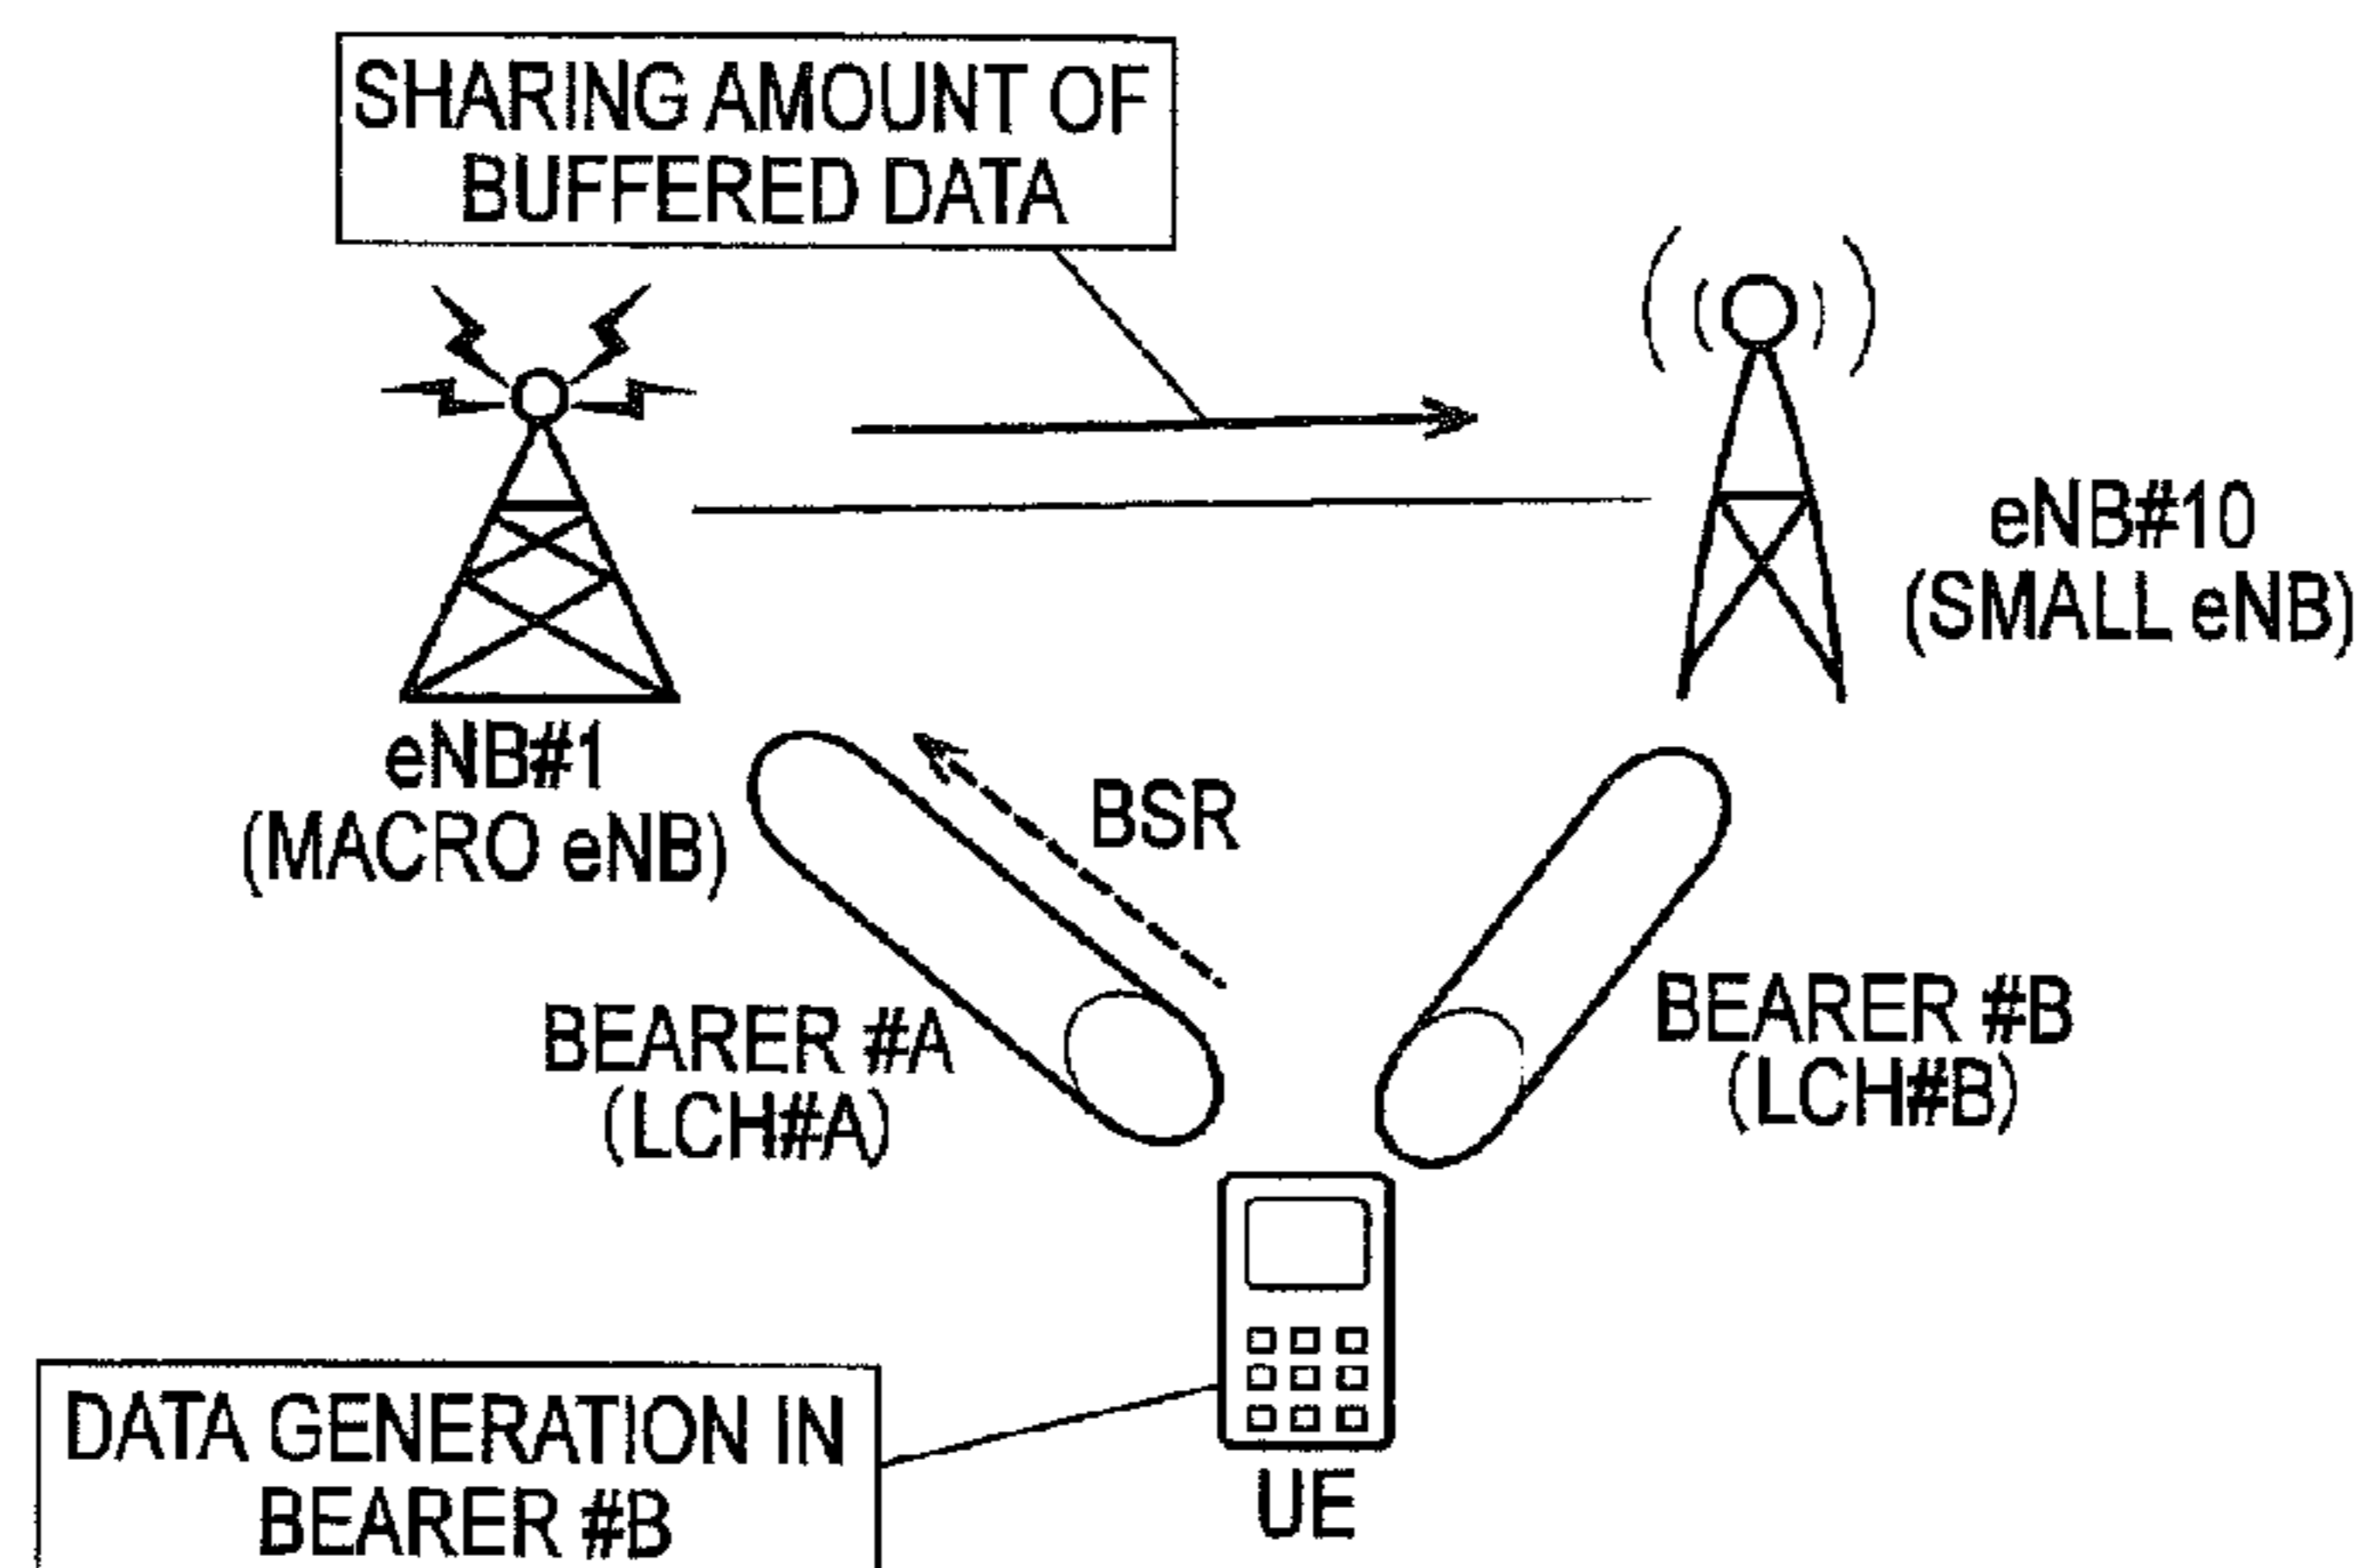 SHARING AMOUNT OF
BUFFERED DATA
eNB#10
(SMALL eNB)
eNB#1
(MACRO eNB)
BSR
BEARER #A
(LCH#A)
BEARER #B
(LCH#B)
DATA GENERATION IN
BEARER #B
UE